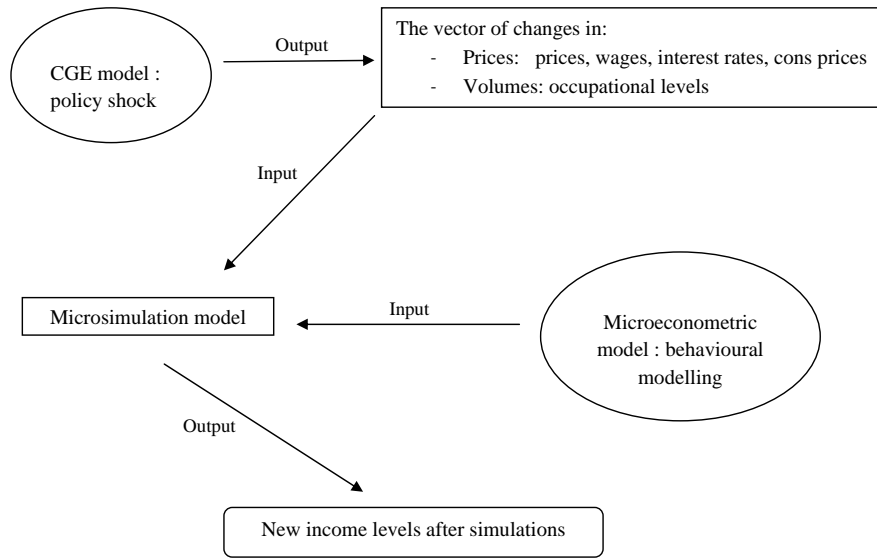 CGE model :
policy shock
Output
The vector of changes in:
- Prices: prices, wages, interest rates, cons prices
- Volumes: occupational levels
Input
Microsimulation model
Input
Microeconometric
model : behavioural
modelling
Output
New income levels after simulations